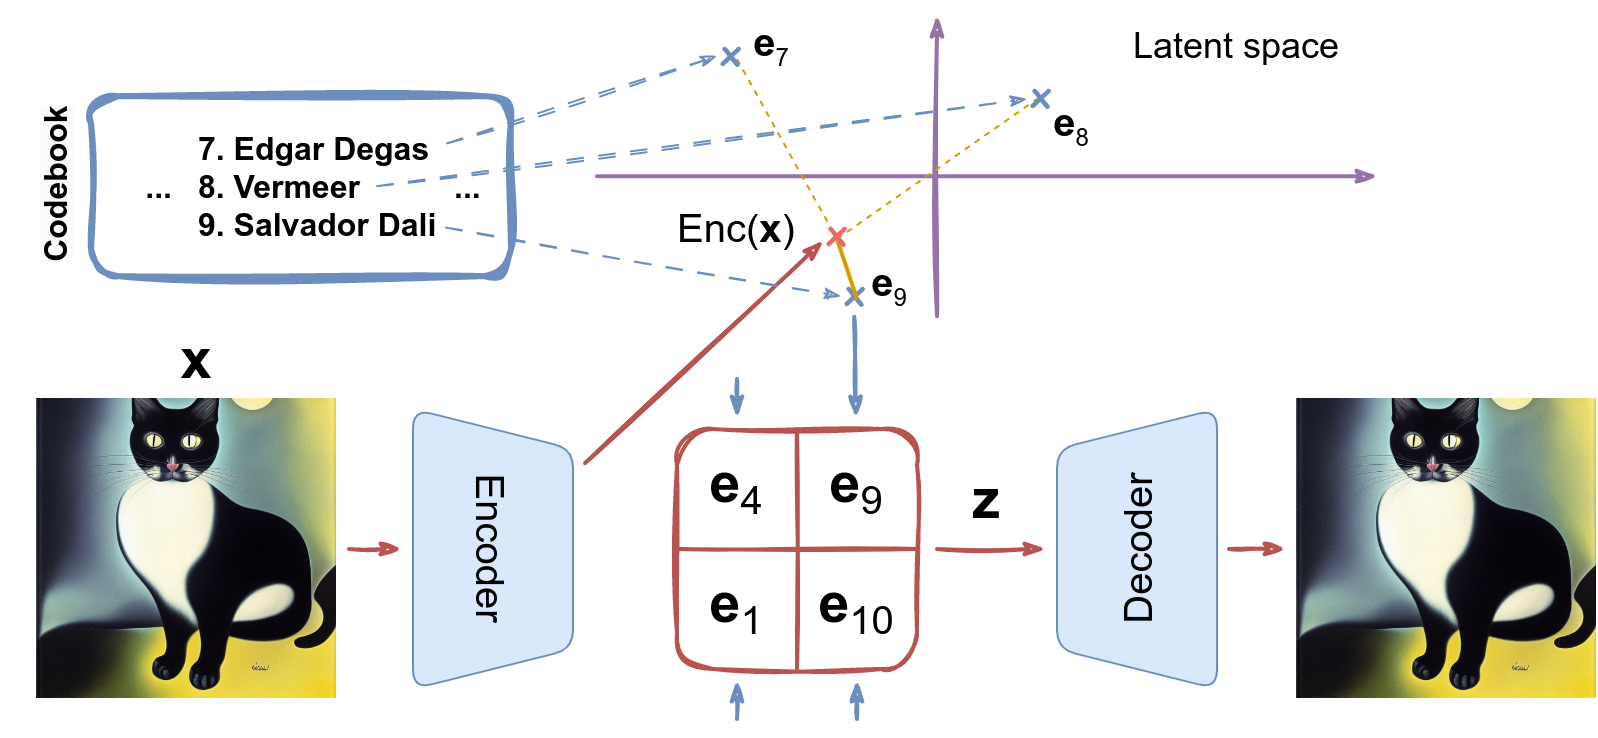 Latent space
e7
e8
Codebook
7. Edgar Degas
... 8. Vermeer ...
9. Salvador Dali
Enc(x)
e9
x
Encoder
e4 e9
e1 e10
z
Decoder